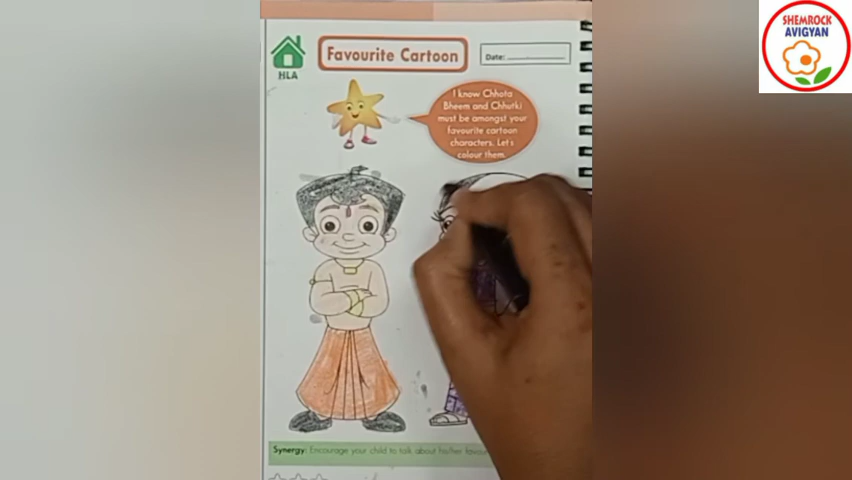 SHEMROCK
AVIGYAN
HLA
Favourite Cartoon
Date:
I know Chhota
Bheem and Chhutki
must be amongst your
favourite cartoon
characters. Let's
colour them.
Synergy: Encourage your child to talk about his/her favour